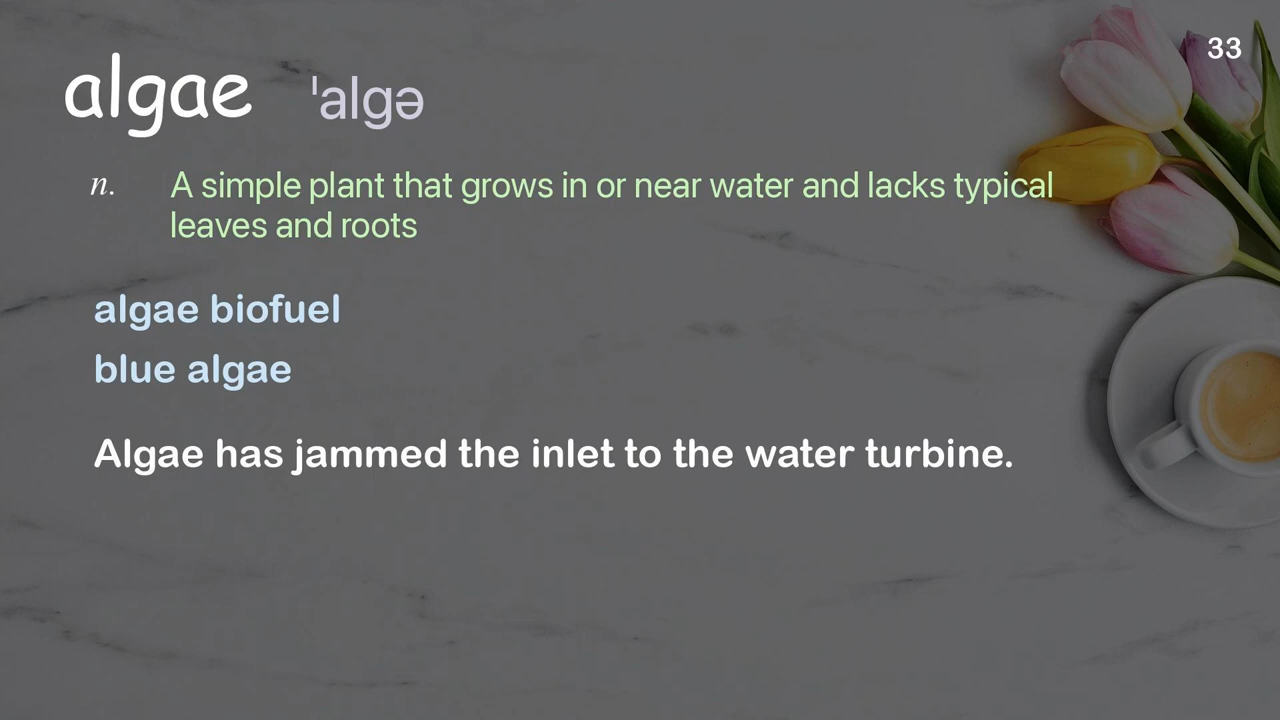 33
algae ˈalgə
n. A simple plant that grows in or near water and lacks typical
leaves and roots
algae biofuel
blue algae
Algae has jammed the inlet to the water turbine.